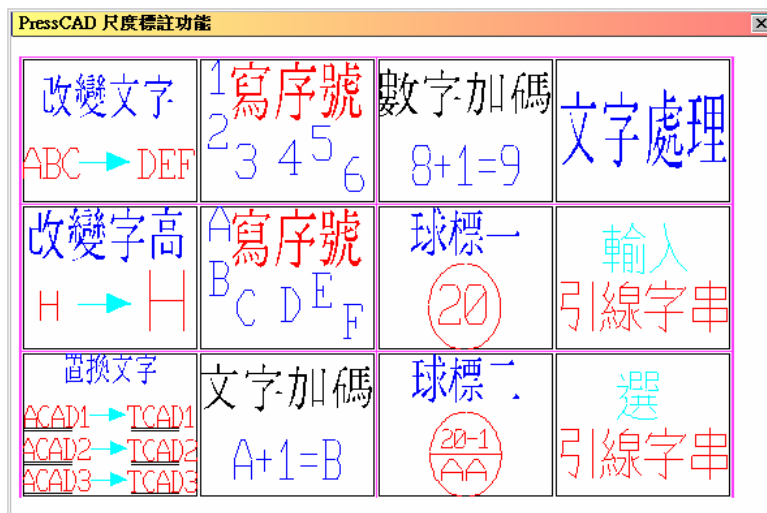 PressCAD 尺度標註功能
改變文字
ABC DEF
1 寫序號
2 3 4 5 6
數字加碼
8+1=9
文字處理
改變字高
H H
A 寫序號
B C D E F
球標一
20
輸入
引線字串
置換文字
ACAD1 TCAD1
ACAD2 TCAD2
ACAD3 TCAD3
文字加碼
A+1=B
球標二
20-1
AA
選
引線字串